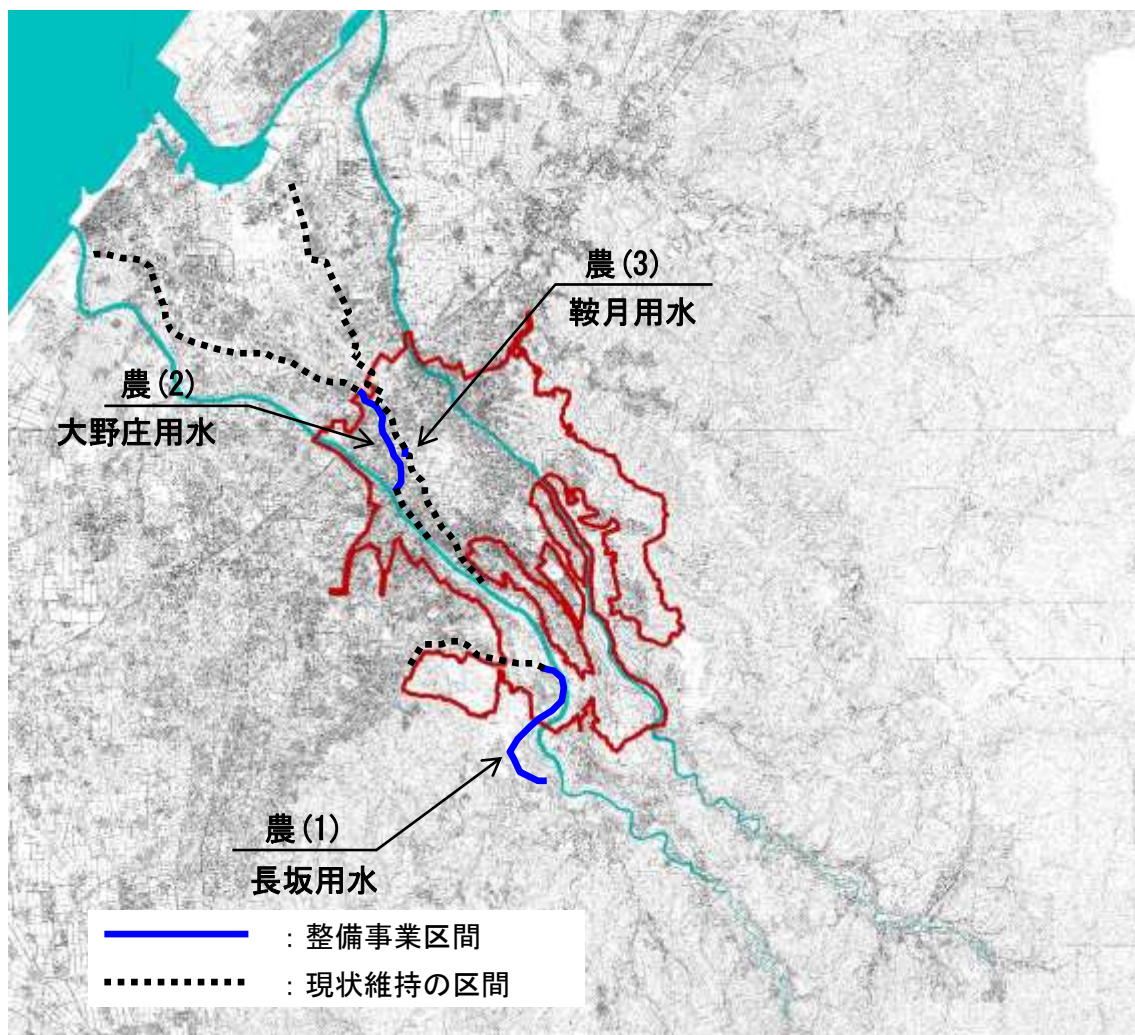 農(3)
鞍月用水
農(2)
大野庄用水
農(1)
長坂用水
：整備事業区間
：現状維持の区間